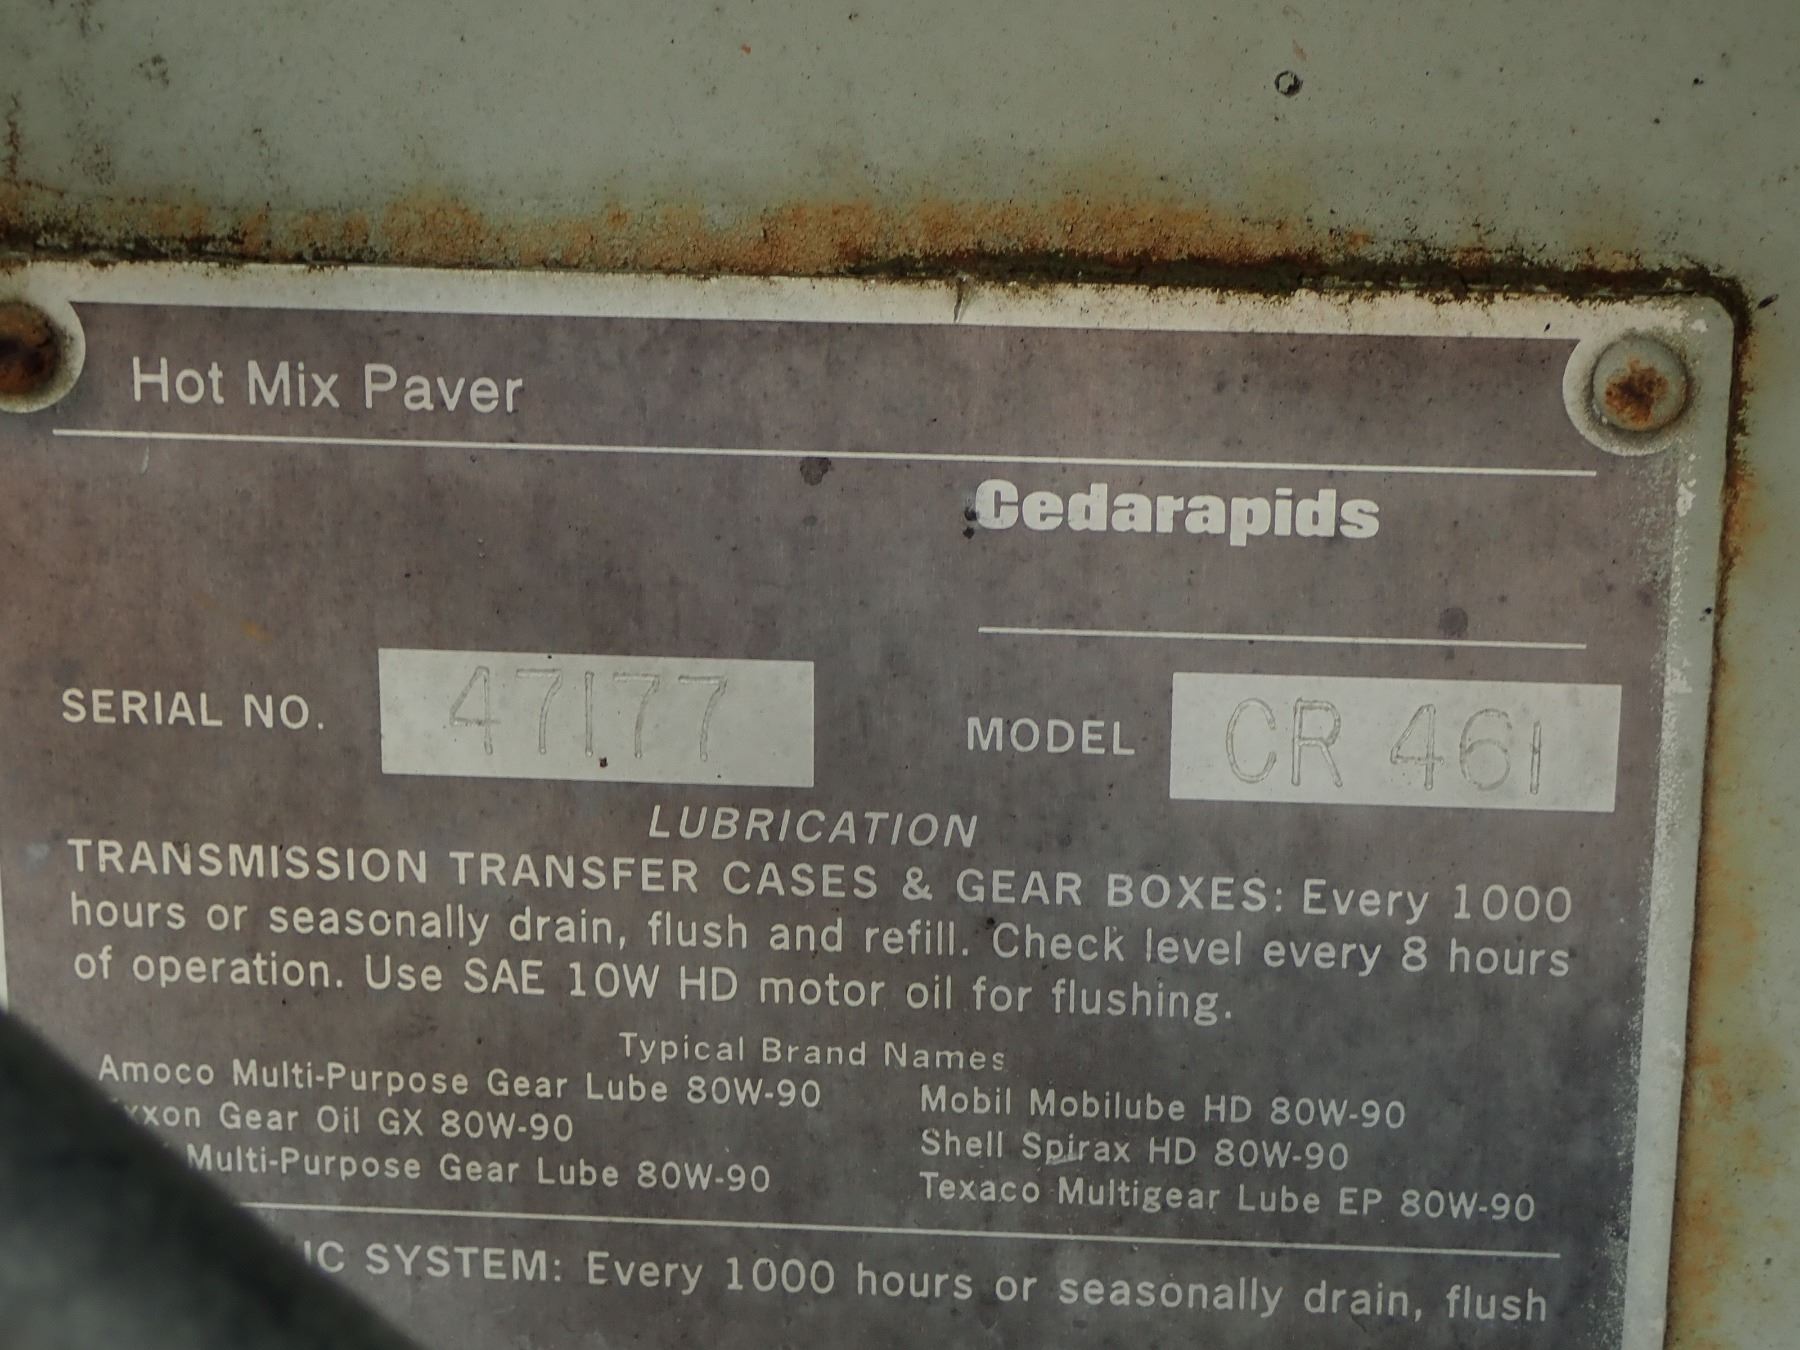 Hot Mix Paver
Cedarapids
SERIAL NO. 47177 MODEL CR 461
LUBRICATION
TRANSMISSION TRANSFER CASES & GEAR BOXES: Every 1000
hours or seasonally drain, flush and refill. Check level every 8 hours
of operation. Use SAE 10W HD motor oil for flushing.
Typical Brand Names
Amoco Multi-Purpose Gear Lube 80W-90
Gear Oil GX 80W-90
Multi-Purpose Gear Lube 80W-90
Mobil Mobilube HD 80W-90
Shell Spirax HD 80W-90
Texaco Multigear Lube EP 80W-90
SYSTEM: Every 1000 hours or seasonally drain, flush